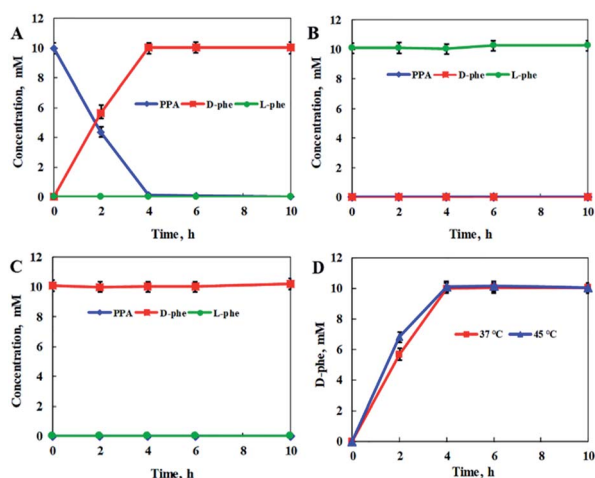 A
Concentration, mM
12
10
8
6
4
2
0
PPA D-phe L-phe
0 2 4 6 8 10
Time, h
B
Concentration, mM
12
10
8
6
4
2
0
PPA D-phe L-phe
0 2 4 6 8 10
Time, h
C
Concentration, mM
12
10
8
6
4
2
0
PPA D-phe L-phe
0 2 4 6 8 10
Time, h
D
D-phe, mM
12
10
8
6
4
2
0
37 °C 45 °C
0 2 4 6 8 10
Time, h